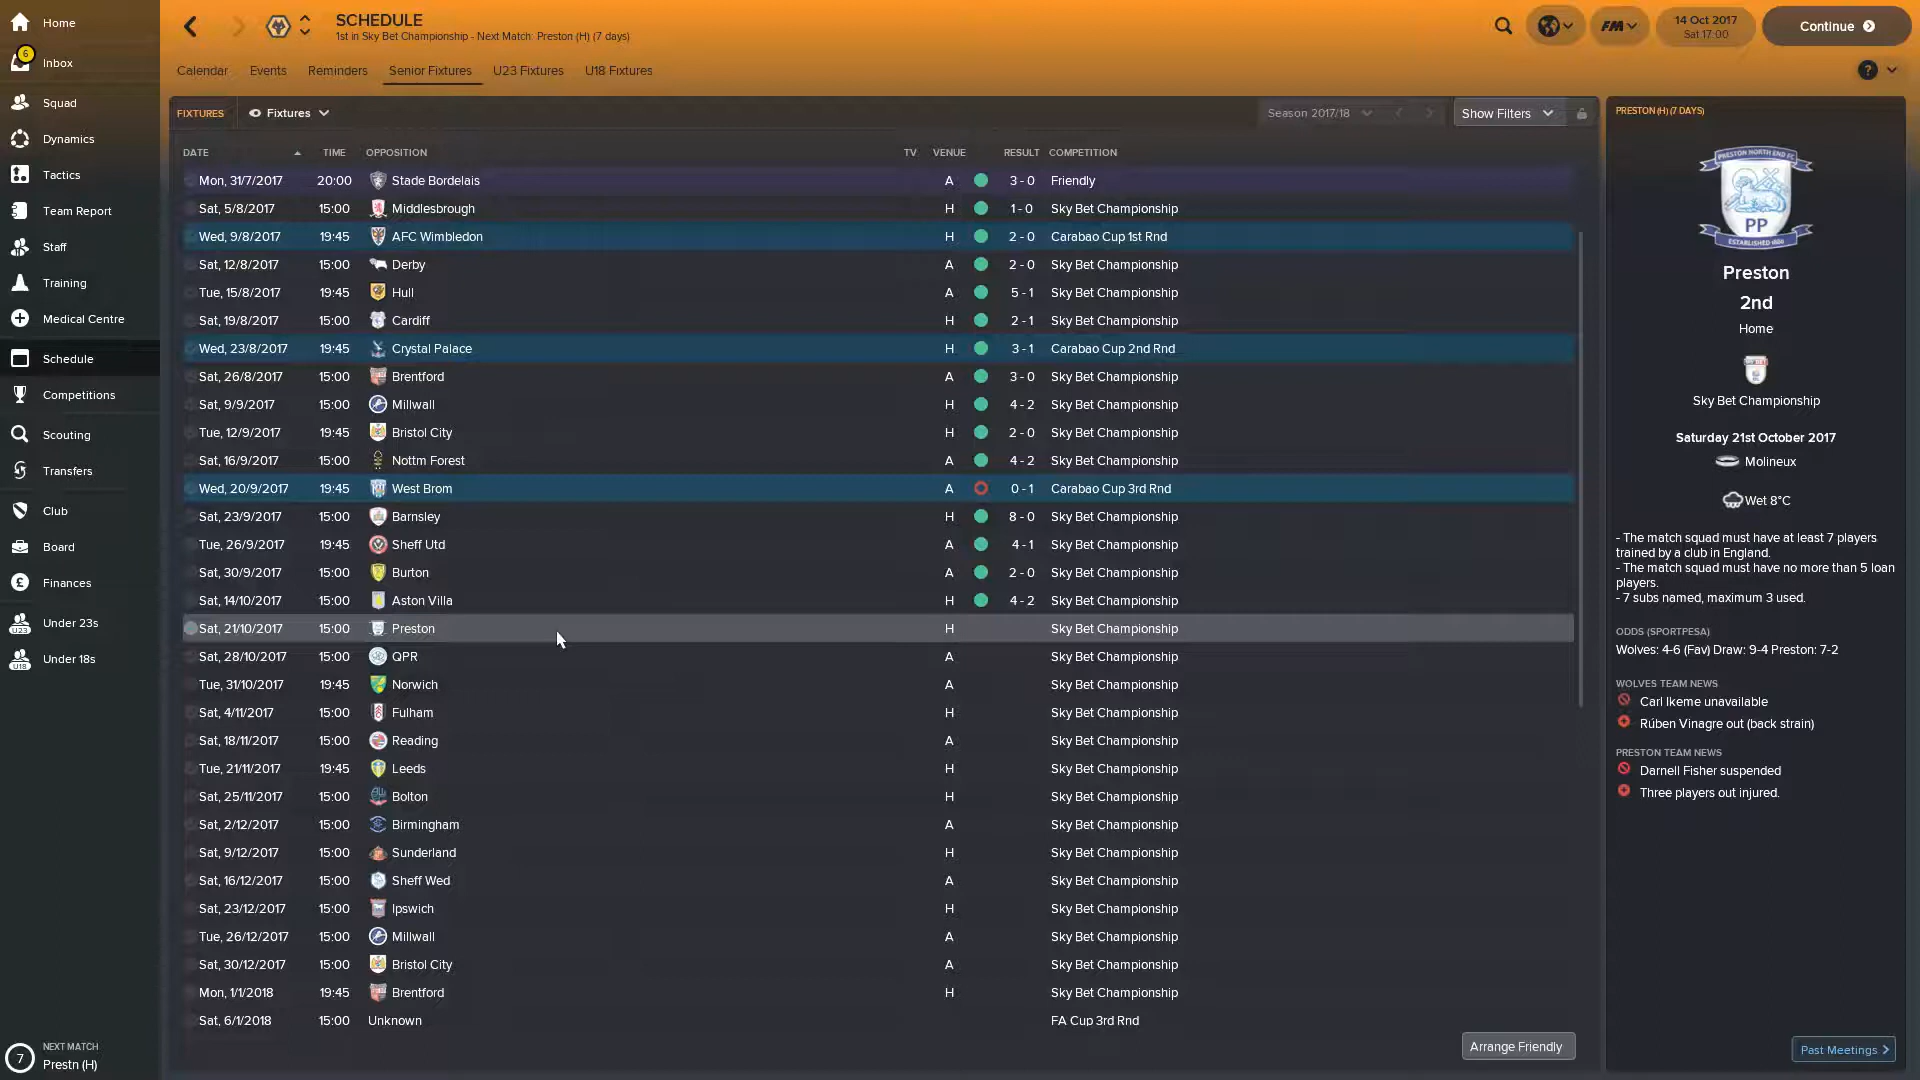 Home
6
Inbox
Squad
Dynamics
Tactics
Team Report
Staff
Training
Medical Centre
Schedule
Competitions
Scouting
Transfers
Club
Board
Finances
U23
Under 23s
U18
Under 18s
7
NEXT MATCH
Prestn (H)
SCHEDULE
1st in Sky Bet Championship - Next Match: Preston (H) (7 days)
FM
14 Oct 2017
Sat 17:00
Continue
Calendar Events Reminders Senior Fixtures U23 Fixtures U18 Fixtures
?
FIXTURES Fixtures Season 2017/18 Show Filters
DATE TIME OPPOSITION TV VENUE RESULT COMPETITION
Mon, 31/7/2017 20:00 Stade Bordelais A 3 - 0 Friendly
Sat, 5/8/2017 15:00 Middlesbrough H 1 - 0 Sky Bet Championship
Wed, 9/8/2017 19:45 AFC Wimbledon H 2 - 0 Carabao Cup 1st Rnd
Sat, 12/8/2017 15:00 Derby A 2 - 0 Sky Bet Championship
Tue, 15/8/2017 19:45 Hull A 5 - 1 Sky Bet Championship
Sat, 19/8/2017 15:00 Cardiff H 2 - 1 Sky Bet Championship
Wed, 23/8/2017 19:45 Crystal Palace H 3 - 1 Carabao Cup 2nd Rnd
Sat, 26/8/2017 15:00 Brentford A 3 - 0 Sky Bet Championship
Sat, 9/9/2017 15:00 Millwall H 4 - 2 Sky Bet Championship
Tue, 12/9/2017 19:45 Bristol City H 2 - 0 Sky Bet Championship
Sat, 16/9/2017 15:00 Nottm Forest A 4 - 2 Sky Bet Championship
Wed, 20/9/2017 19:45 West Brom A 0 - 1 Carabao Cup 3rd Rnd
Sat, 23/9/2017 15:00 Barnsley H 8 - 0 Sky Bet Championship
Tue, 26/9/2017 19:45 Sheff Utd A 4 - 1 Sky Bet Championship
Sat, 30/9/2017 15:00 Burton A 2 - 0 Sky Bet Championship
Sat, 14/10/2017 15:00 Aston Villa H 4 - 2 Sky Bet Championship
Sat, 21/10/2017 15:00 Preston H Sky Bet Championship
Sat, 28/10/2017 15:00 QPR A Sky Bet Championship
Tue, 31/10/2017 19:45 Norwich A Sky Bet Championship
Sat, 4/11/2017 15:00 Fulham H Sky Bet Championship
Sat, 18/11/2017 15:00 Reading A Sky Bet Championship
Tue, 21/11/2017 19:45 Leeds H Sky Bet Championship
Sat, 25/11/2017 15:00 Bolton H Sky Bet Championship
Sat, 2/12/2017 15:00 Birmingham A Sky Bet Championship
Sat, 9/12/2017 15:00 Sunderland H Sky Bet Championship
Sat, 16/12/2017 15:00 Sheff Wed A Sky Bet Championship
Sat, 23/12/2017 15:00 Ipswich H Sky Bet Championship
Tue, 26/12/2017 15:00 Millwall A Sky Bet Championship
Sat, 30/12/2017 15:00 Bristol City A Sky Bet Championship
Mon, 1/1/2018 19:45 Brentford H Sky Bet Championship
Sat, 6/1/2018 15:00 Unknown FA Cup 3rd Rnd
Arrange Friendly
PRESTON (H) (7 DAYS)
PRESTON NORTH END FC
PP
ESTABLISHED 1880
Preston
2nd
Home
Sky Bet Championship
Saturday 21st October 2017
Molineux
Wet 8°C
- The match squad must have at least 7 players
trained by a club in England.
- The match squad must have no more than 5 loan
players.
- 7 subs named, maximum 3 used.
ODDS (SPORTPESA)
Wolves: 4-6 (Fav) Draw: 9-4 Preston: 7-2
WOLVES TEAM NEWS
Carl Ikeme unavailable
Rúben Vinagre out (back strain)
PRESTON TEAM NEWS
Darnell Fisher suspended
Three players out injured.
Past Meetings